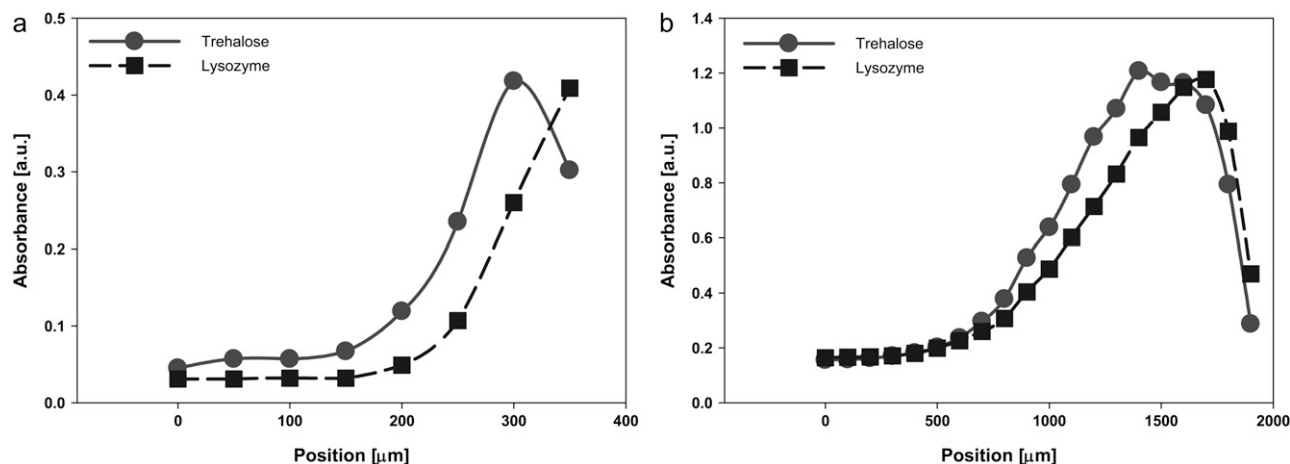 a
Trehalose
Lysozyme
Absorbance [a.u.]
0.5
0.4
0.3
0.2
0.1
0.0
0 100 200 300 400
Position [µm]
b
Trehalose
Lysozyme
Absorbance [a.u.]
1.4
1.2
1.0
0.8
0.6
0.4
0.2
0.0
0 500 1000 1500 2000
Position [µm]